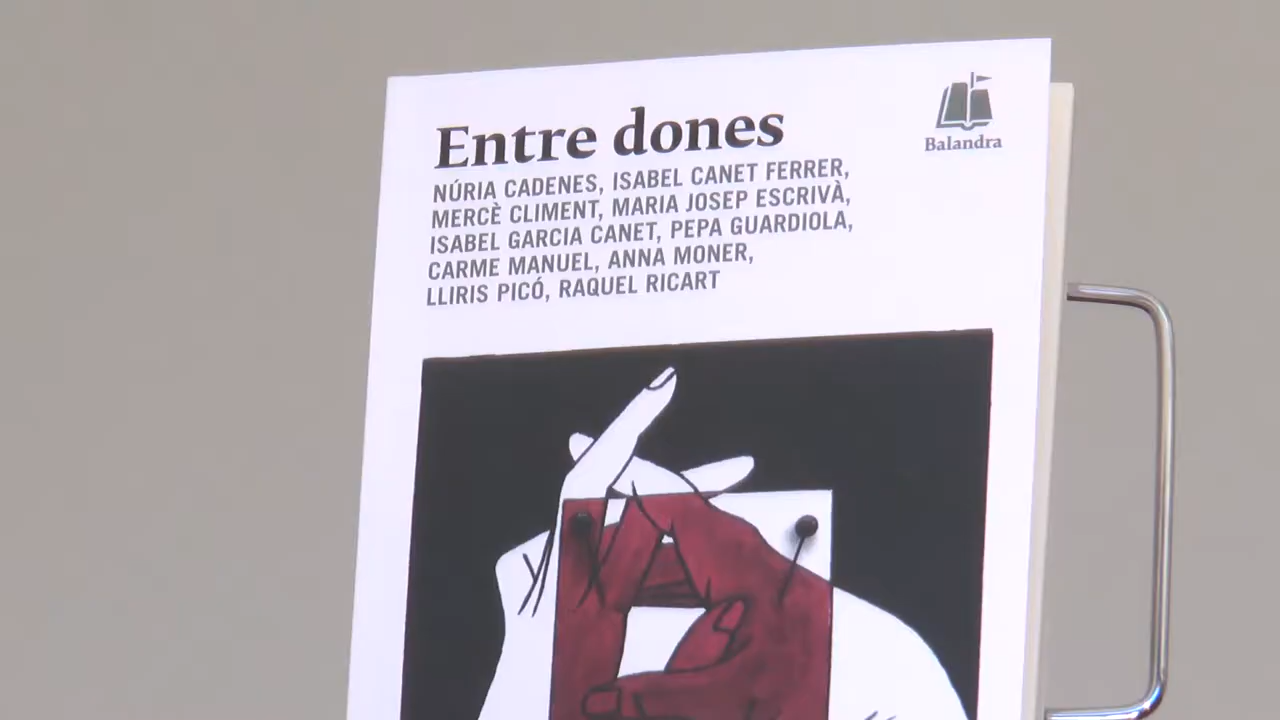 Entre dones
NÚRIA CADENES, ISABEL CANET FERRER,
MERCÈ CLIMENT, MARIA JOSEP ESCRIVÀ,
ISABEL GARCIA CANET, PEPA GUARDIOLA,
CARME MANUEL, ANNA MONER,
LLIRIS PICÓ, RAQUEL RICART
Balandra